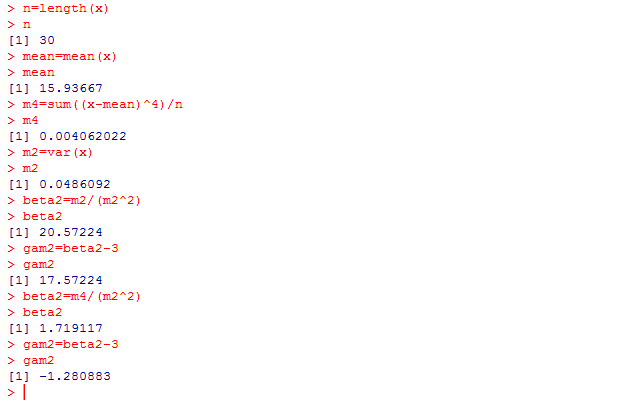 > n=length(x)
> n
[1] 30
> mean=mean(x)
> mean
[1] 15.93667
> m4=sum((x-mean)^4)/n
> m4
[1] 0.004062022
> m2=var(x)
> m2
[1] 0.0486092
> beta2=m2/(m2^2)
> beta2
[1] 20.57224
> gam2=beta2-3
> gam2
[1] 17.57224
> beta2=m4/(m2^2)
> beta2
[1] 1.719117
> gam2=beta2-3
> gam2
[1] -1.280883
>